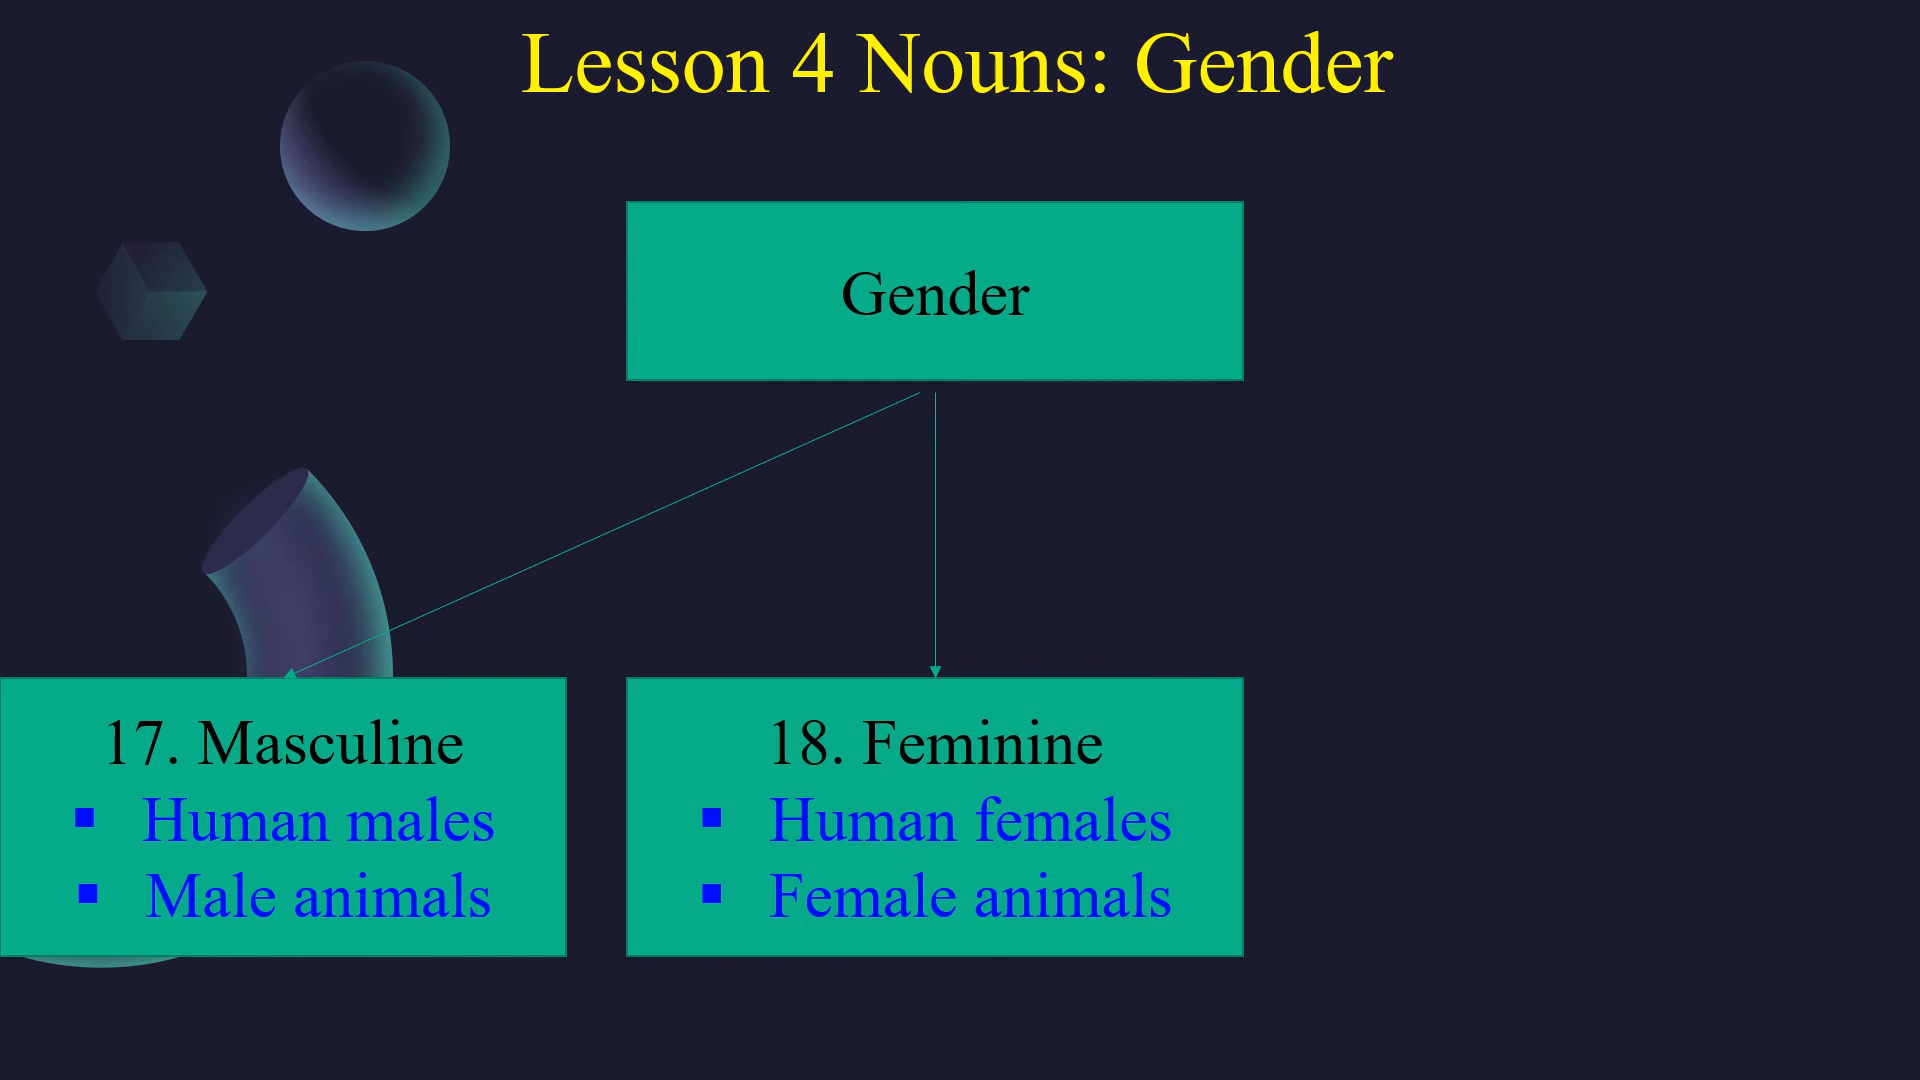 Lesson 4 Nouns: Gender
Gender
17. Masculine
▪ Human males
▪ Male animals
18. Feminine
▪ Human females
▪ Female animals